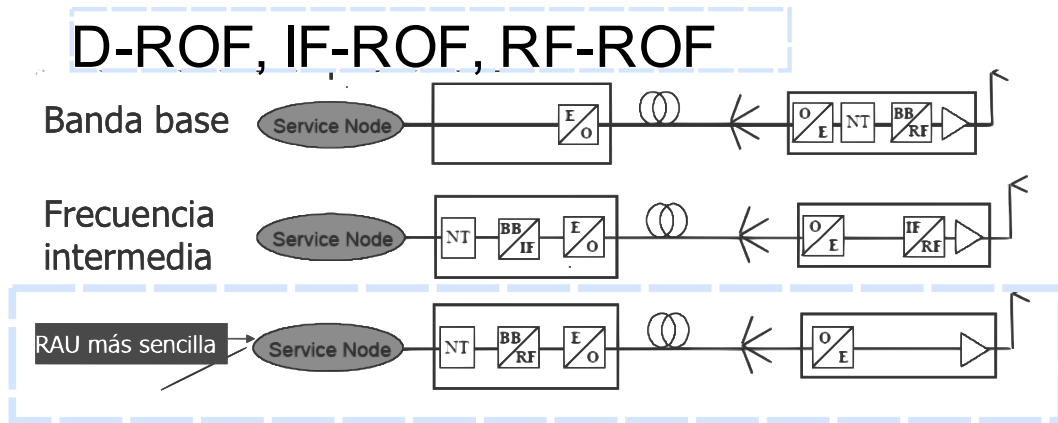 D-ROF, IF-ROF, RF-ROF
Banda base
Service Node
E
O
O
E
NT
BB
RF
Frecuencia
intermedia
Service Node
NT
BB
IF
E
O
O
E
IF
RF
RAU más sencilla
Service Node
NT
BB
RF
E
O
O
E